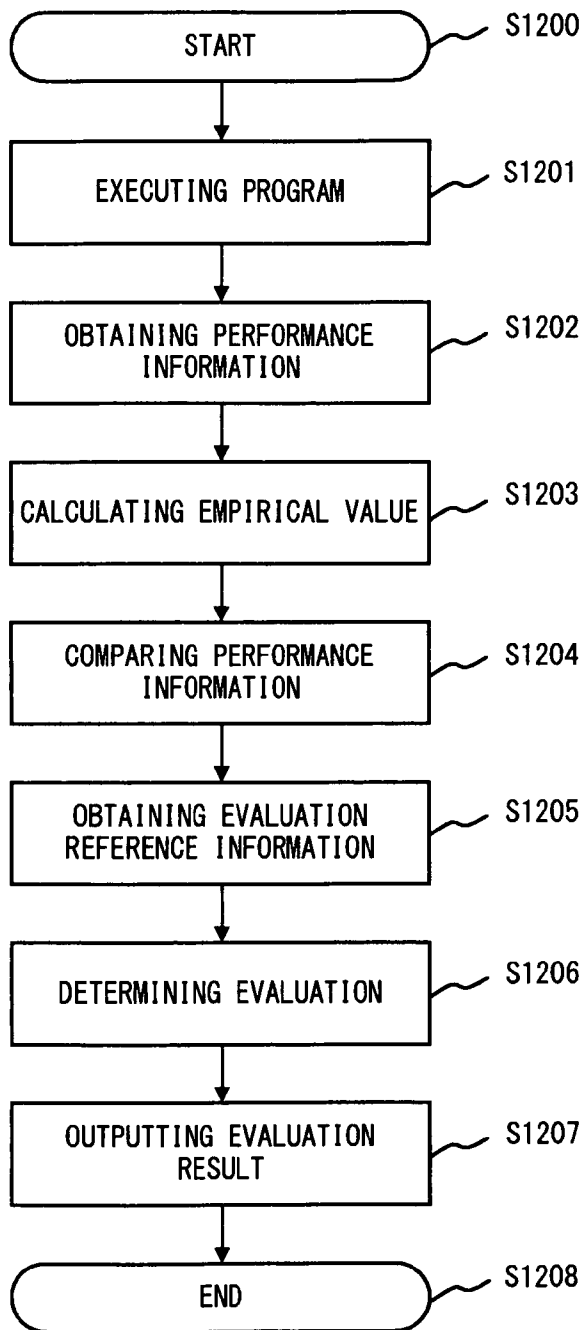 START
S1200
EXECUTING PROGRAM
S1201
OBTAINING PERFORMANCE
INFORMATION
S1202
CALCULATING EMPIRICAL VALUE
S1203
COMPARING PERFORMANCE
INFORMATION
S1204
OBTAINING EVALUATION
REFERENCE INFORMATION
S1205
DETERMINING EVALUATION
S1206
OUTPUTTING EVALUATION
RESULT
S1207
END
S1208